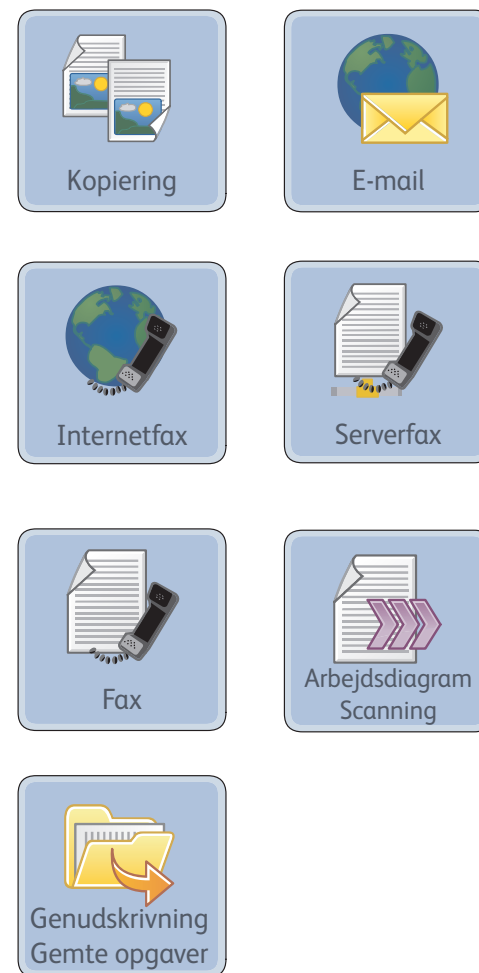 Kopiering
E-mail
Internetfax
Serverfax
Fax
Arbejdsdiagram
Scanning
Genudskrivning
Gemte opgaver